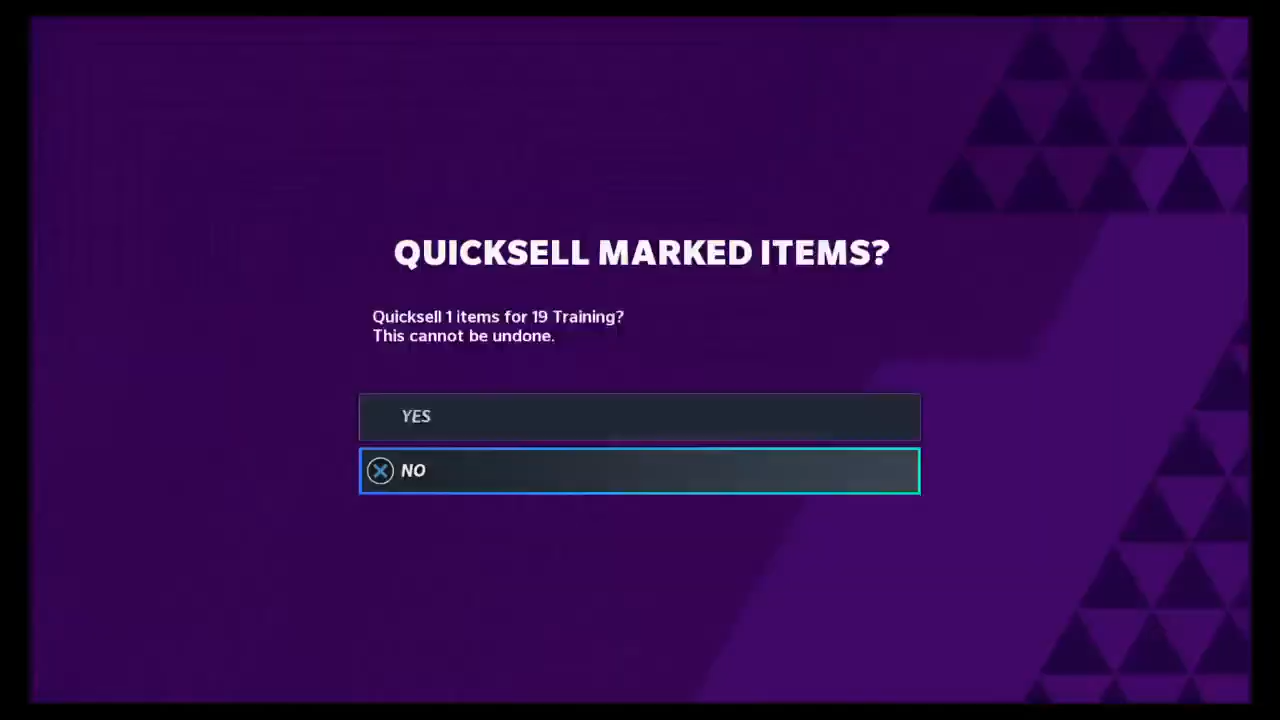 QUICKSELL MARKED ITEMS?
Quicksell 1 items for 19 Training?
This cannot be undone.
YES
NO